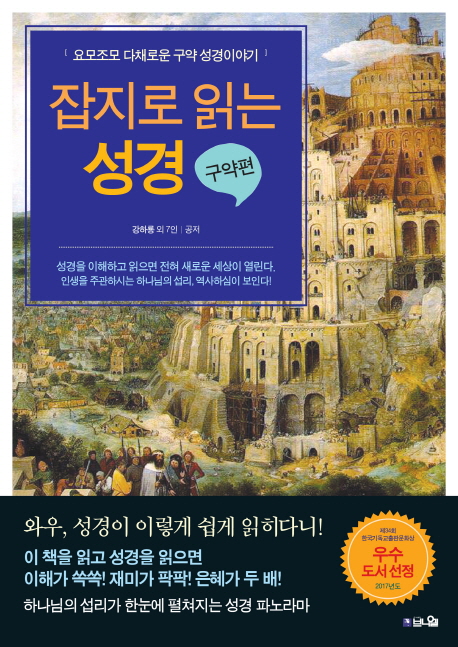 [ 요모조모 다채로운 구약 성경이야기 ]
잡지로 읽는
성경
구약편
강하룡 외 7인 | 공저
성경을 이해하고 읽으면 전혀 새로운 세상이 열린다.
인생을 주관하시는 하나님의 섭리, 역사하심이 보인다!
와우, 성경이 이렇게 쉽게 읽히다니!
이 책을 읽고 성경을 읽으면
이해가 쏙쏙! 재미가 팍팍! 은혜가 두 배!
하나님의 섭리가 한눈에 펼쳐지는 성경 파노라마
제34회
한국기독교출판문화상
우수
도서 선정
2017년도
브니엘